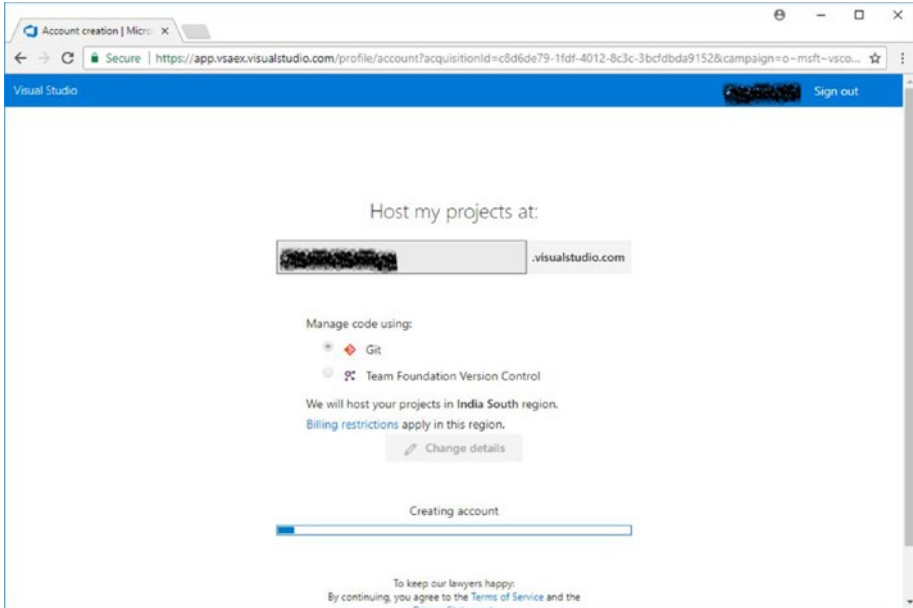 Account creation | Micro
Secure | https://app.vsaex.visualstudio.com/profile/account?acquisitionId=c8d6de79-1fdf-4012-8c3c-3bcfdbda9152&campaign=o~msft~vsco...
Visual Studio
Sign out
Host my projects at:
.visualstudio.com
Manage code using:
Git
Team Foundation Version Control
We will host your projects in India South region.
Billing restrictions apply in this region.
Change details
Creating account
To keep our lawyers happy:
By continuing, you agree to the Terms of Service and the